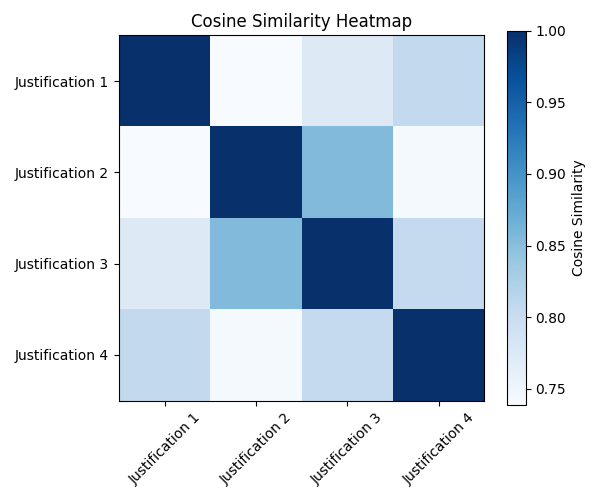 Cosine Similarity Heatmap
Justification 1
Justification 2
Justification 3
Justification 4
Justification 1
Justification 2
Justification 3
Justification 4
1.00
0.95
0.90
0.85
0.80
0.75
Cosine Similarity